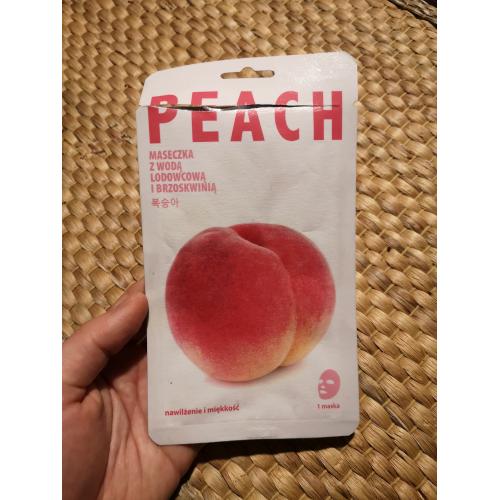 PEACH
MASECZKA
Z WODĄ
LODOWCOWĄ
I BRZOSKWINIĄ
복숭아
nawilżenie i miękkość
1 maska